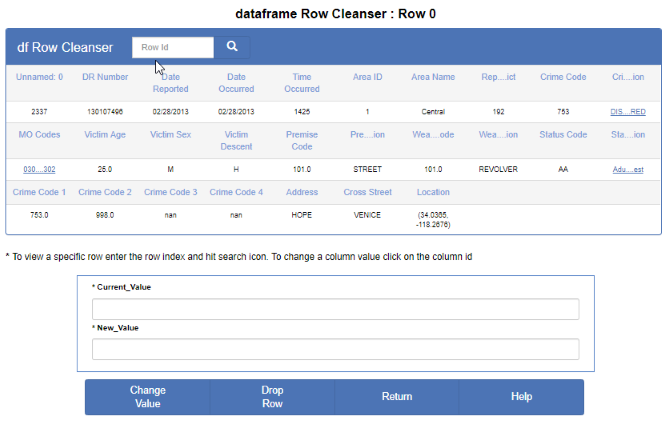 dataframe Row Cleanser : Row 0
df Row Cleanser Row Id
Unnamed: 0 DR Number Date Reported Date Occurred Time Occurred Area ID Area Name Rep....ict Crime Code Cri....ion
2337 130107496 02/28/2013 02/28/2013 1425 1 Central 192 753 DIS....RED
MO Codes Victim Age Victim Sex Victim Descent Premise Code Pre....ion Wea....ode Wea....ion Status Code Sta....ion
030....302 25.0 M H 101.0 STREET 101.0 REVOLVER AA Adu....est
Crime Code 1 Crime Code 2 Crime Code 3 Crime Code 4 Address Cross Street Location
753.0 998.0 nan nan HOPE VENICE (34.0365, -118.2676)
* To view a specific row enter the row index and hit search icon. To change a column value click on the column id
* Current_Value
* New_Value
Change Value Drop Row Return Help